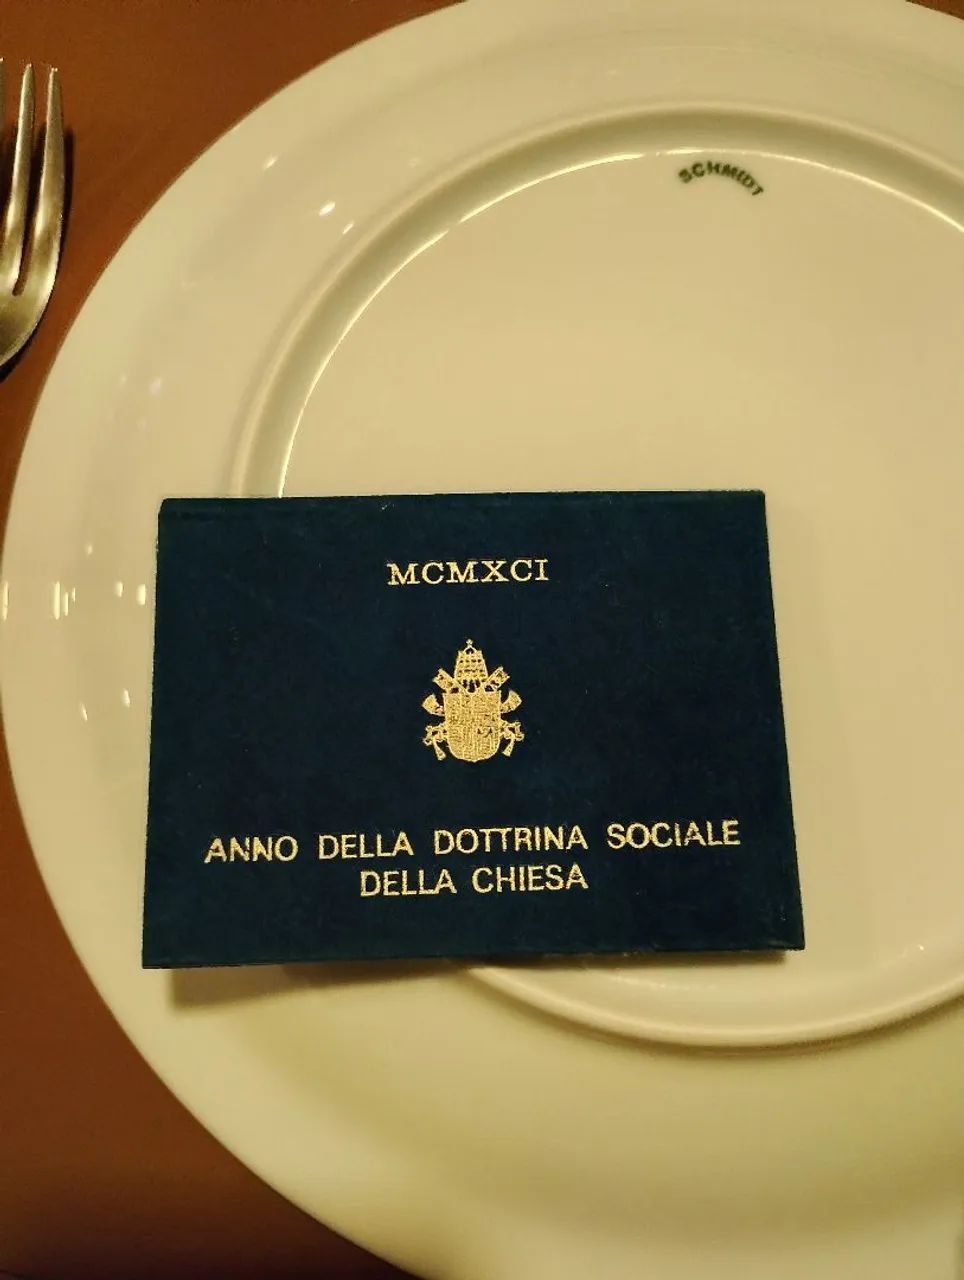 SCHMIDT
MCMXCI
ANNO DELLA DOTTRINA SOCIALE
DELLA CHIESA